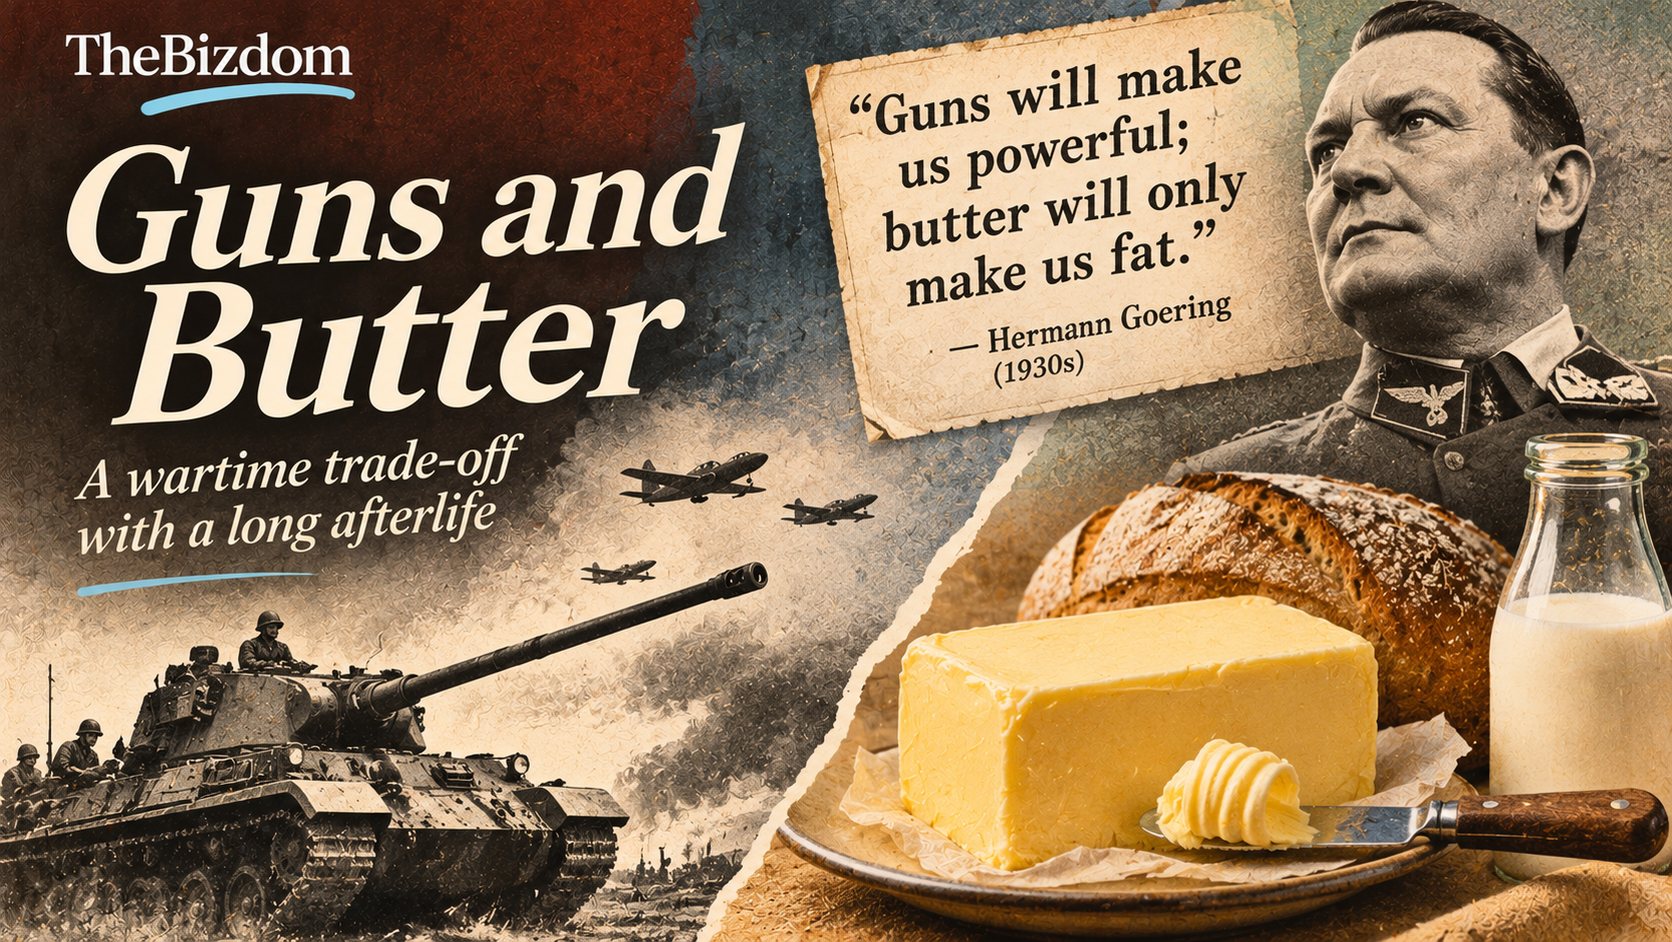 TheBizdom
Guns and
Butter
A wartime trade-off
with a long afterlife
“Guns will make
us powerful;
butter will only
make us fat.”
— Hermann Goering
(1930s)